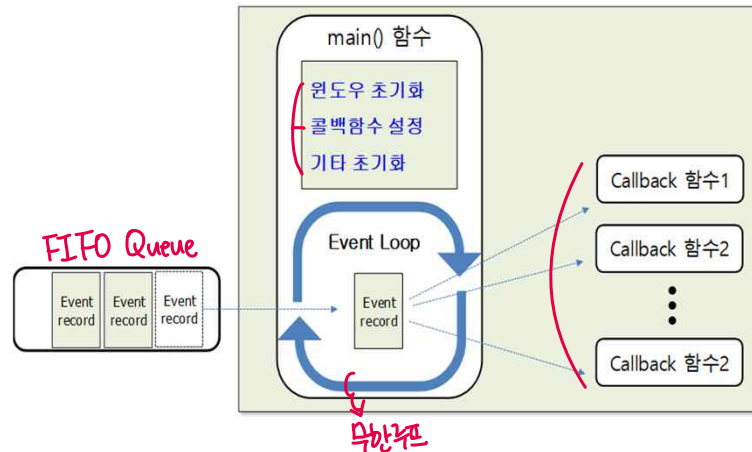 main() 함수
윈도우 초기화
콜백함수 설정
기타 초기화
FIFO Queue
Event
record
Event
record
Event
record
Event Loop
Event
record
Callback 함수1
Callback 함수2
Callback 함수2
무한루프